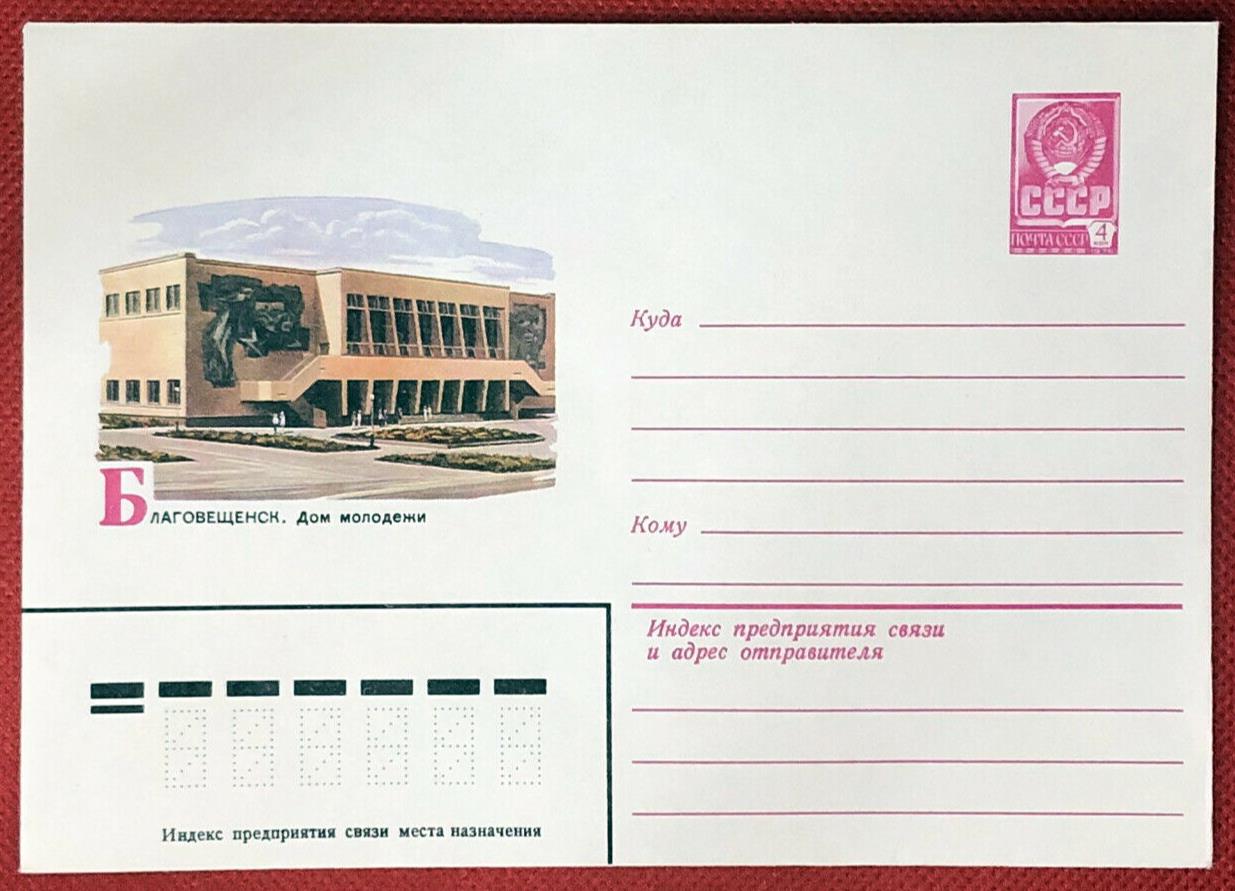 СССР
ПОЧТА СССР 4
Куда
БЛАГОВЕЩЕНСК. Дом молодежи
Кому
Индекс предприятия связи
и адрес отправителя
Индекс предприятия связи места назначения